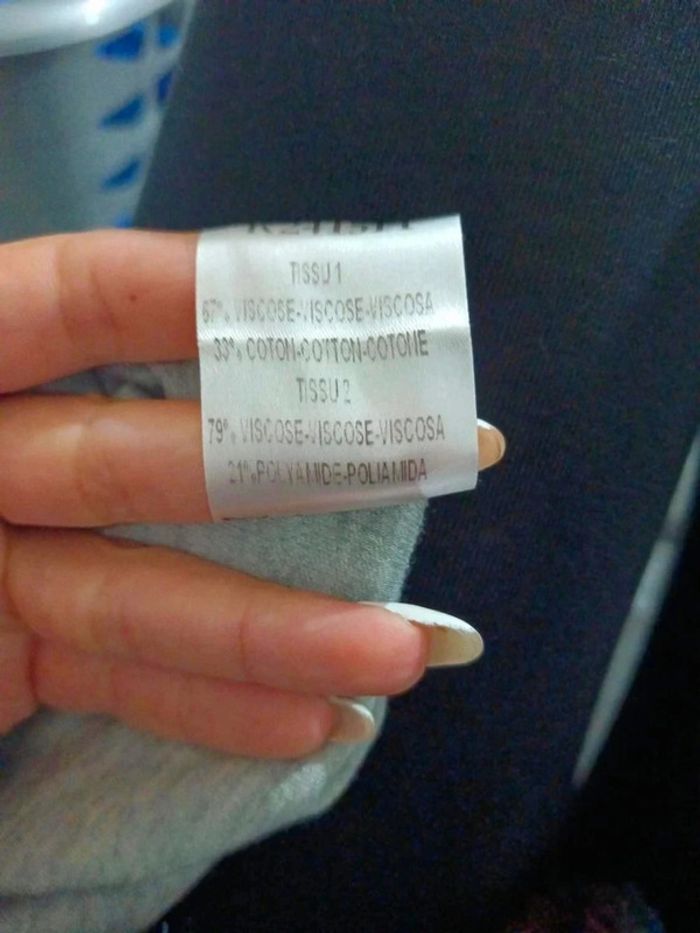 TISSU 1
67% VISCOSE-VISCOSE-VISCOSA
33% COTON-COTTON-COTONE
TISSU 2
79% VISCOSE-VISCOSE-VISCOSA
21% POLYAMIDE-POLIAMIDA